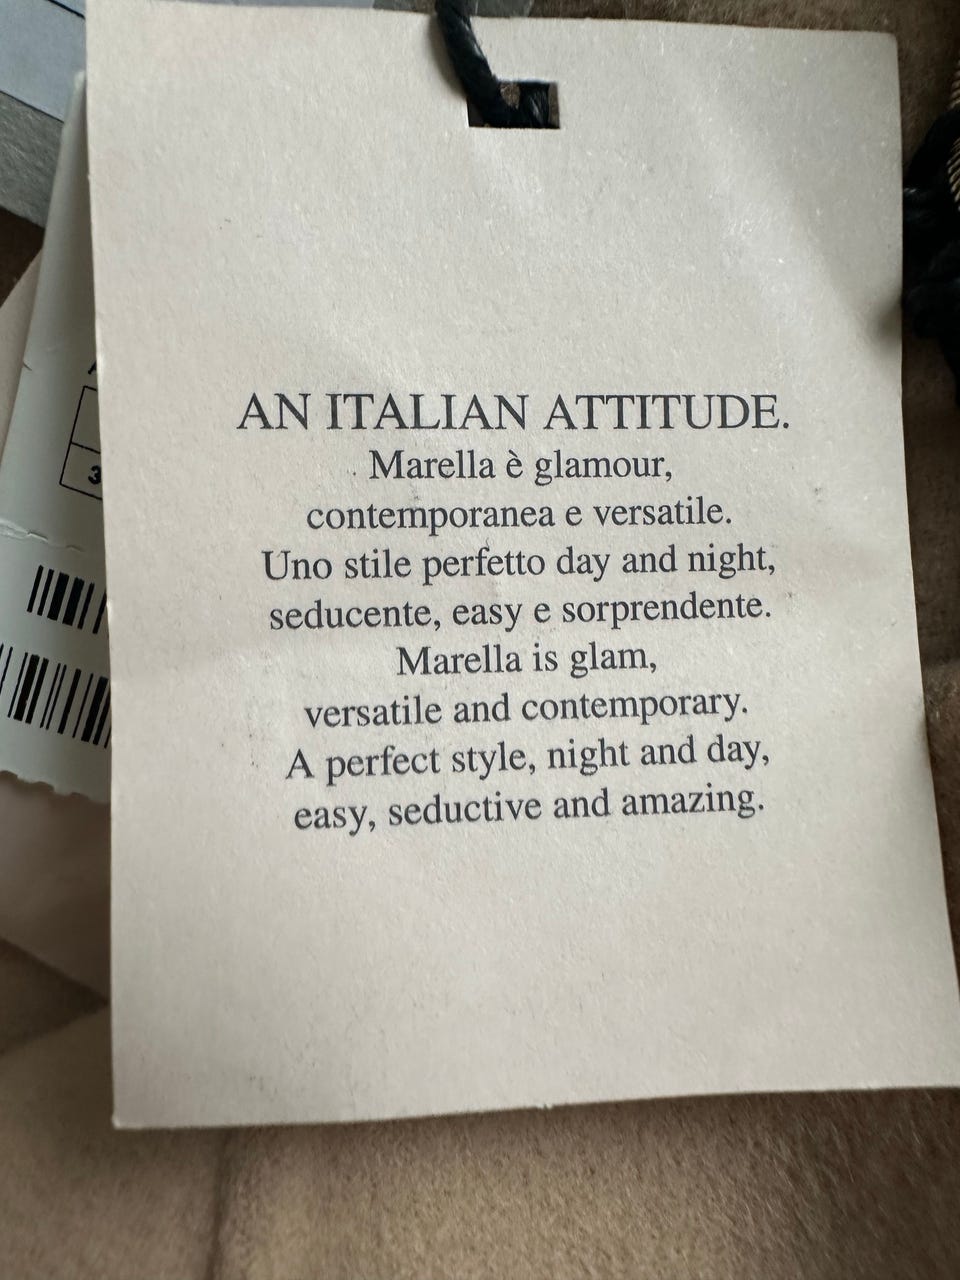 AN ITALIAN ATTITUDE.
Marella è glamour,
contemporanea e versatile.
Uno stile perfetto day and night,
seducente, easy e sorprendente.
Marella is glam,
versatile and contemporary.
A perfect style, night and day,
easy, seductive and amazing.
3